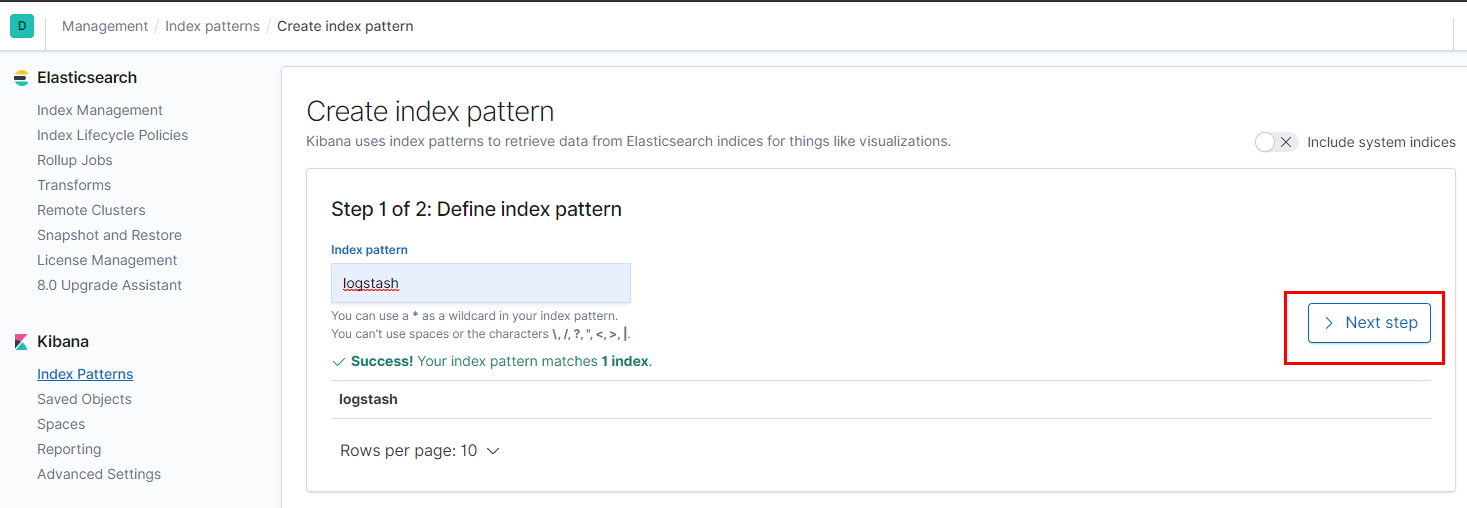 D
Management / Index patterns / Create index pattern
Elasticsearch
Index Management
Index Lifecycle Policies
Rollup Jobs
Transforms
Remote Clusters
Snapshot and Restore
License Management
8.0 Upgrade Assistant
Kibana
Index Patterns
Saved Objects
Spaces
Reporting
Advanced Settings
Create index pattern
Kibana uses index patterns to retrieve data from Elasticsearch indices for things like visualizations.
Include system indices
Step 1 of 2: Define index pattern
Index pattern
logstash
You can use a * as a wildcard in your index pattern.
You can't use spaces or the characters \, /, ?, ", <, >, |.
Success! Your index pattern matches 1 index.
Next step
logstash
Rows per page: 10